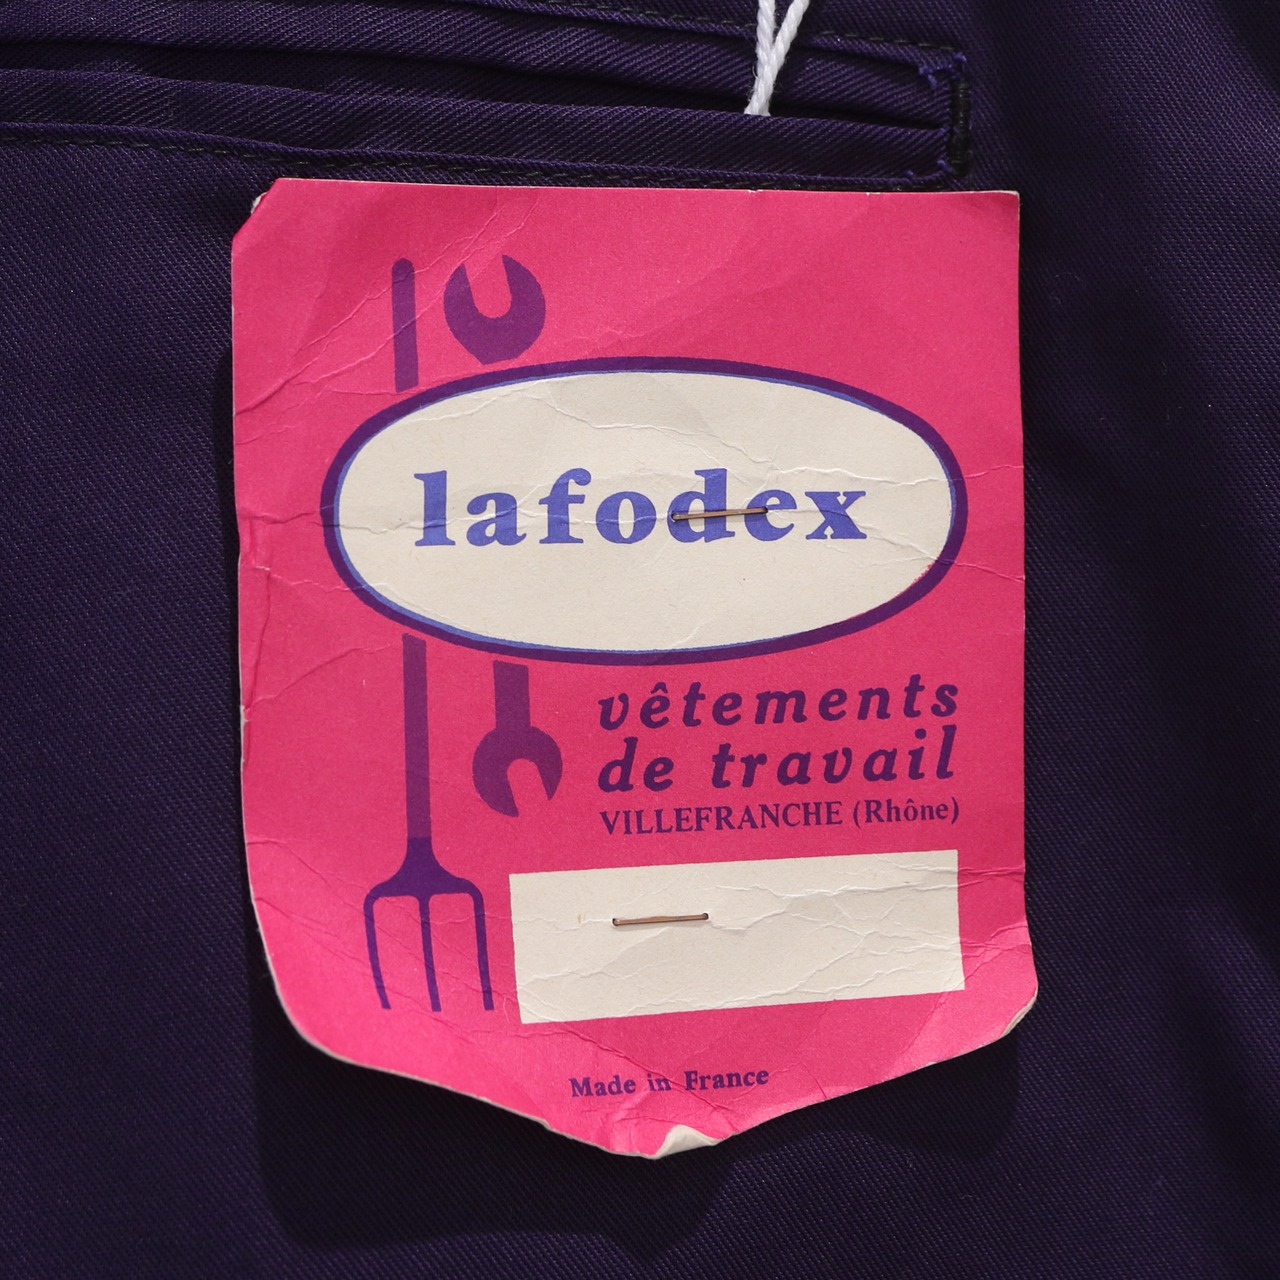 lafodex
vêtements
de travail
VILLEFRANCHE (Rhône)
Made in France